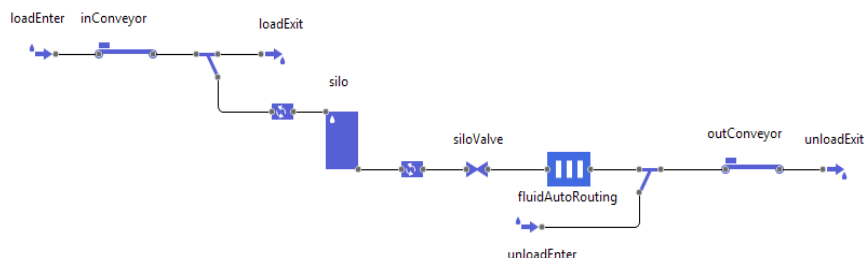 loadEnter
inConveyor
loadExit
silo
siloValve
fluidAutoRouting
outConveyor
unloadExit
unloadEnter